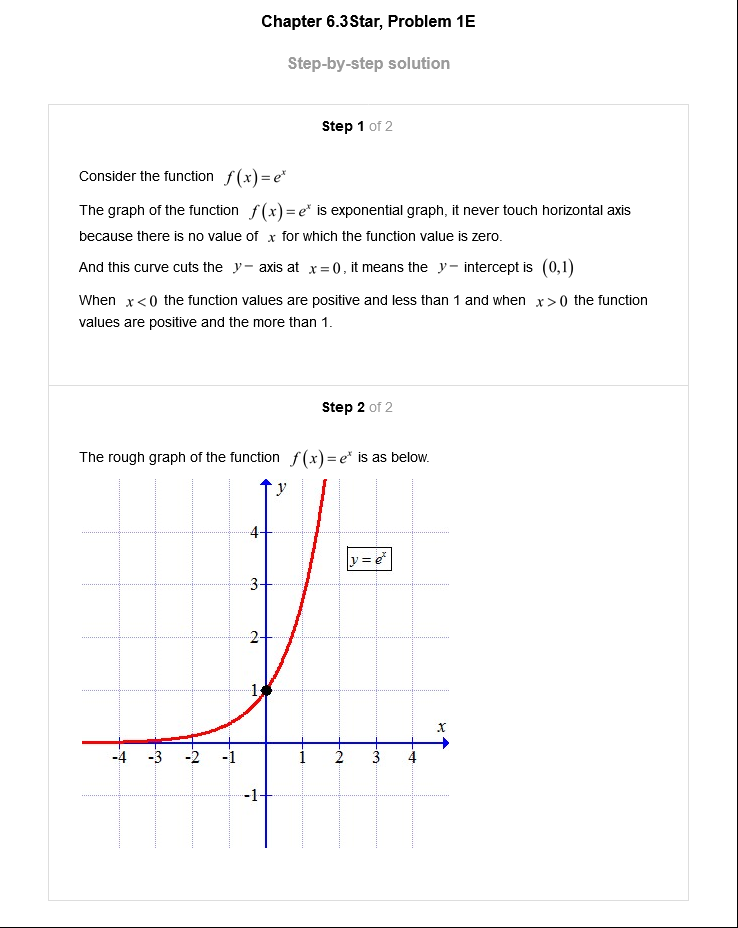 Chapter 6.3Star, Problem 1E
Step-by-step solution
Step 1 of 2
Consider the function f(x)=eˣ
The graph of the function f(x)=eˣ is exponential graph, it never touch horizontal axis
because there is no value of x for which the function value is zero.
And this curve cuts the y− axis at x=0, it means the y− intercept is (0,1)
When x<0 the function values are positive and less than 1 and when x>0 the function
values are positive and the more than 1.
Step 2 of 2
The rough graph of the function f(x)=eˣ is as below.
y
4
y = eˣ
3
2
1
x
-4 -3 -2 -1 1 2 3 4
-1